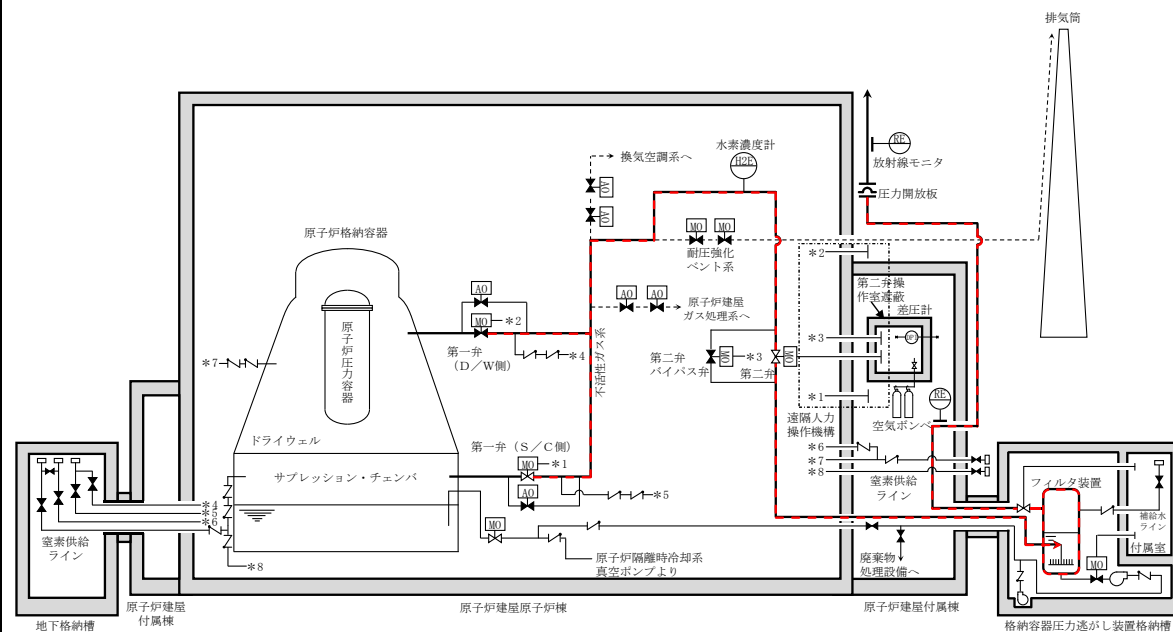 排気筒
水素濃度計
H2E
RE
放射線モニタ
圧力開放板
*2
換気空調系へ
AO
AO
MO
MO
耐圧強化
ベント系
原子炉格納容器
原子炉圧力容器
AO
MO
*2
第一弁
(D/W側)
*4
*7
AO
AO
原子炉建屋
ガス処理系へ
不活性ガス系
第二弁
バイパス弁
MO
*3
第二弁
MO
第二弁操
作室遮蔽
差圧計
DPI
*3
*1
遠隔人力
操作機構
空気ボンベ
RE
*6
*7
*8
窒素供給
ライン
ドライウェル
サプレッション・チェンバ
第一弁(S/C側)
MO
*1
AO
*5
MO
原子炉隔離時冷却系
真空ポンプより
*4
*5
*6
*8
窒素供給
ライン
廃棄物
処理設備へ
フィルタ装置
補給水
ライン
付属室
MO
地下格納槽
原子炉建屋
付属棟
原子炉建屋原子炉棟
原子炉建屋付属棟
格納容器圧力逃がし装置格納槽